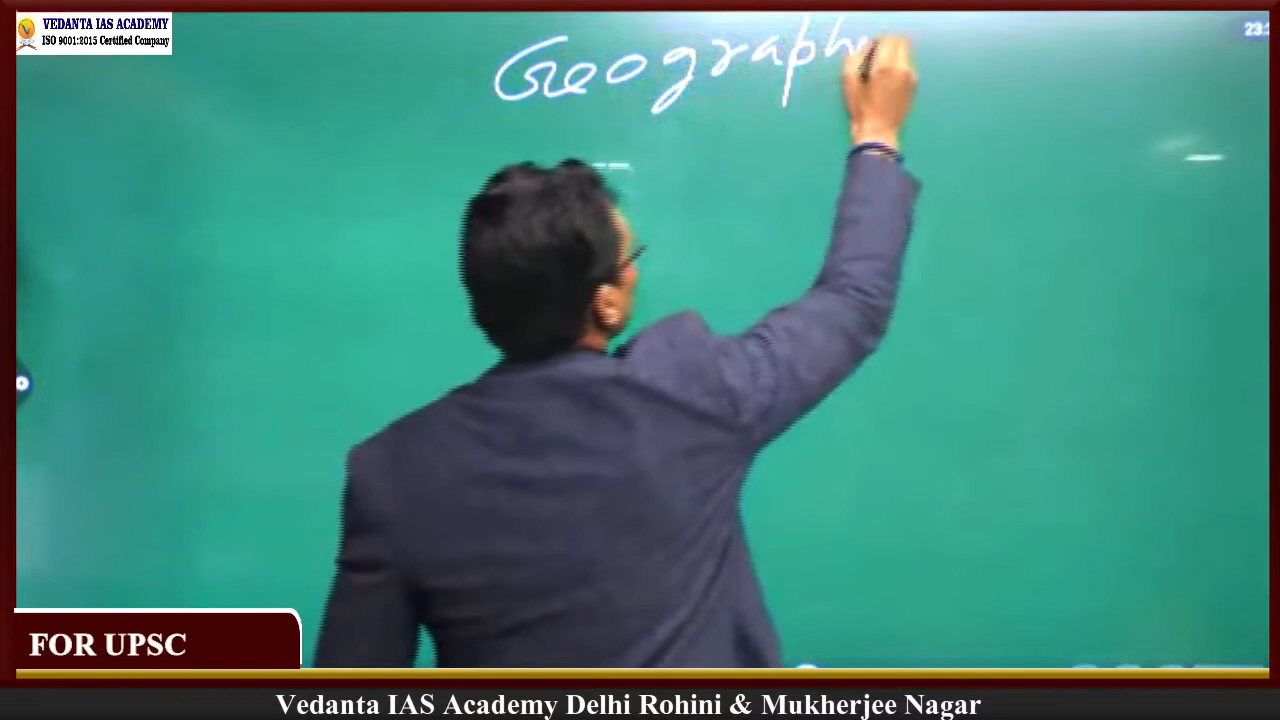 VEDANTA IAS ACADEMY
ISO 9001:2015 Certified Company
Geograph
FOR UPSC
Vedanta IAS Academy Delhi Rohini & Mukherjee Nagar